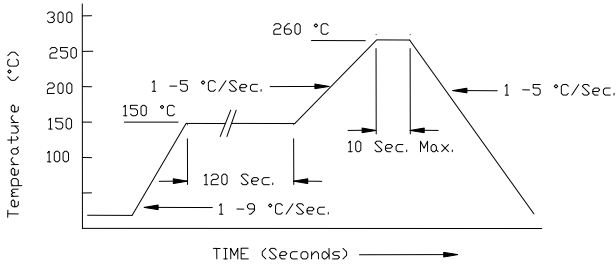 300
260 °C
250
1 -5 °C/Sec.
1 -5 °C/Sec.
200
150 °C
150
10 Sec. Max.
100
120 Sec.
1 -9 °C/Sec.
Temperature (°C)
TIME (Seconds)